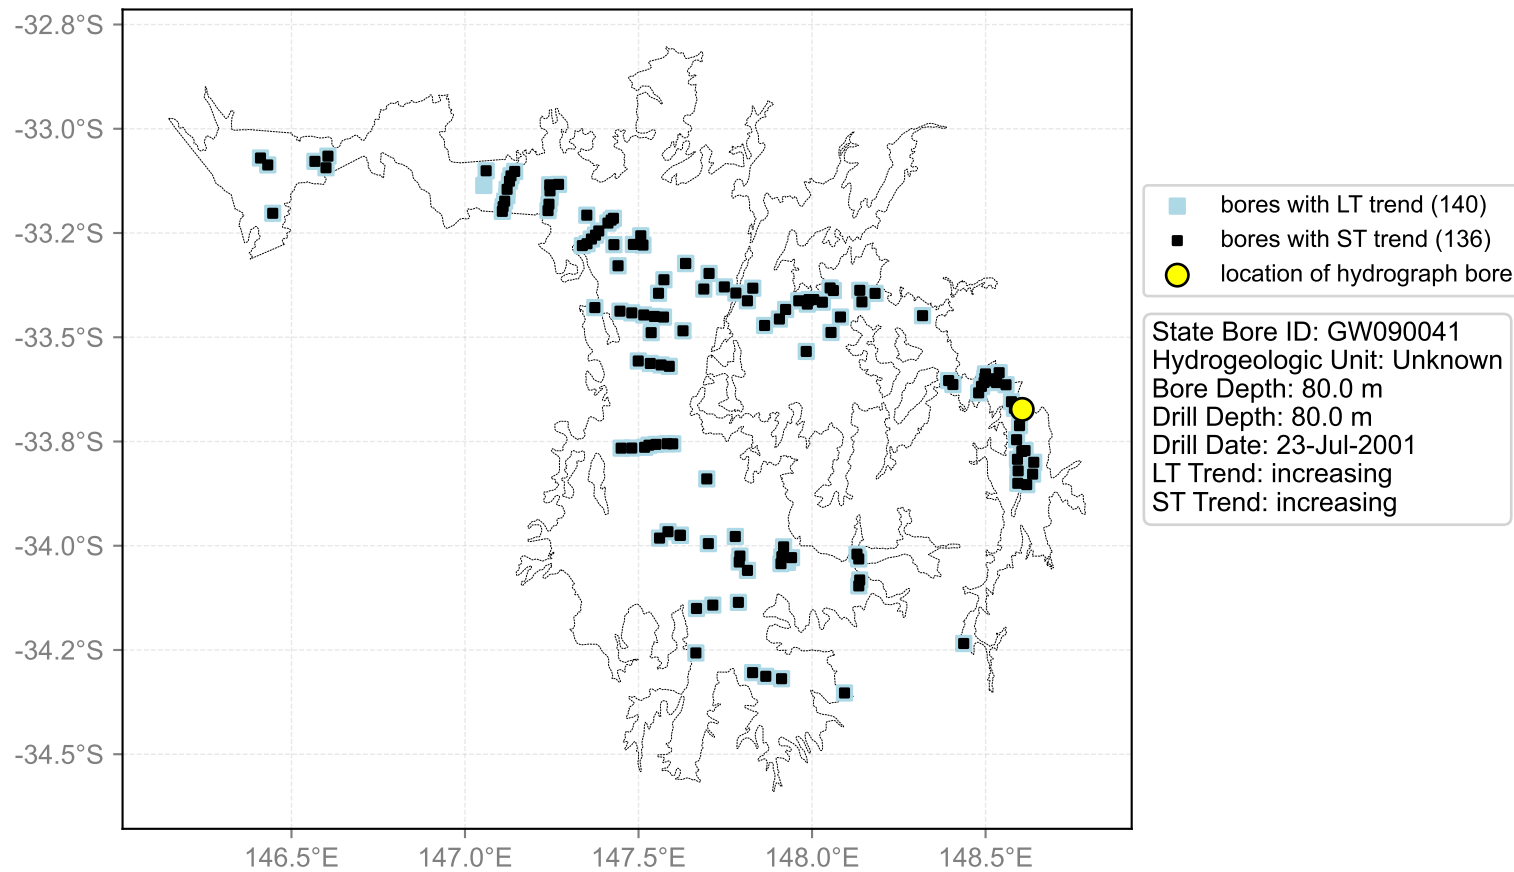 -32.8°S
-33.0°S
-33.2°S
-33.5°S
-33.8°S
-34.0°S
-34.2°S
-34.5°S
146.5°E
147.0°E
147.5°E
148.0°E
148.5°E
bores with LT trend (140)
bores with ST trend (136)
location of hydrograph bore
State Bore ID: GW090041
Hydrogeologic Unit: Unknown
Bore Depth: 80.0 m
Drill Depth: 80.0 m
Drill Date: 23-Jul-2001
LT Trend: increasing
ST Trend: increasing